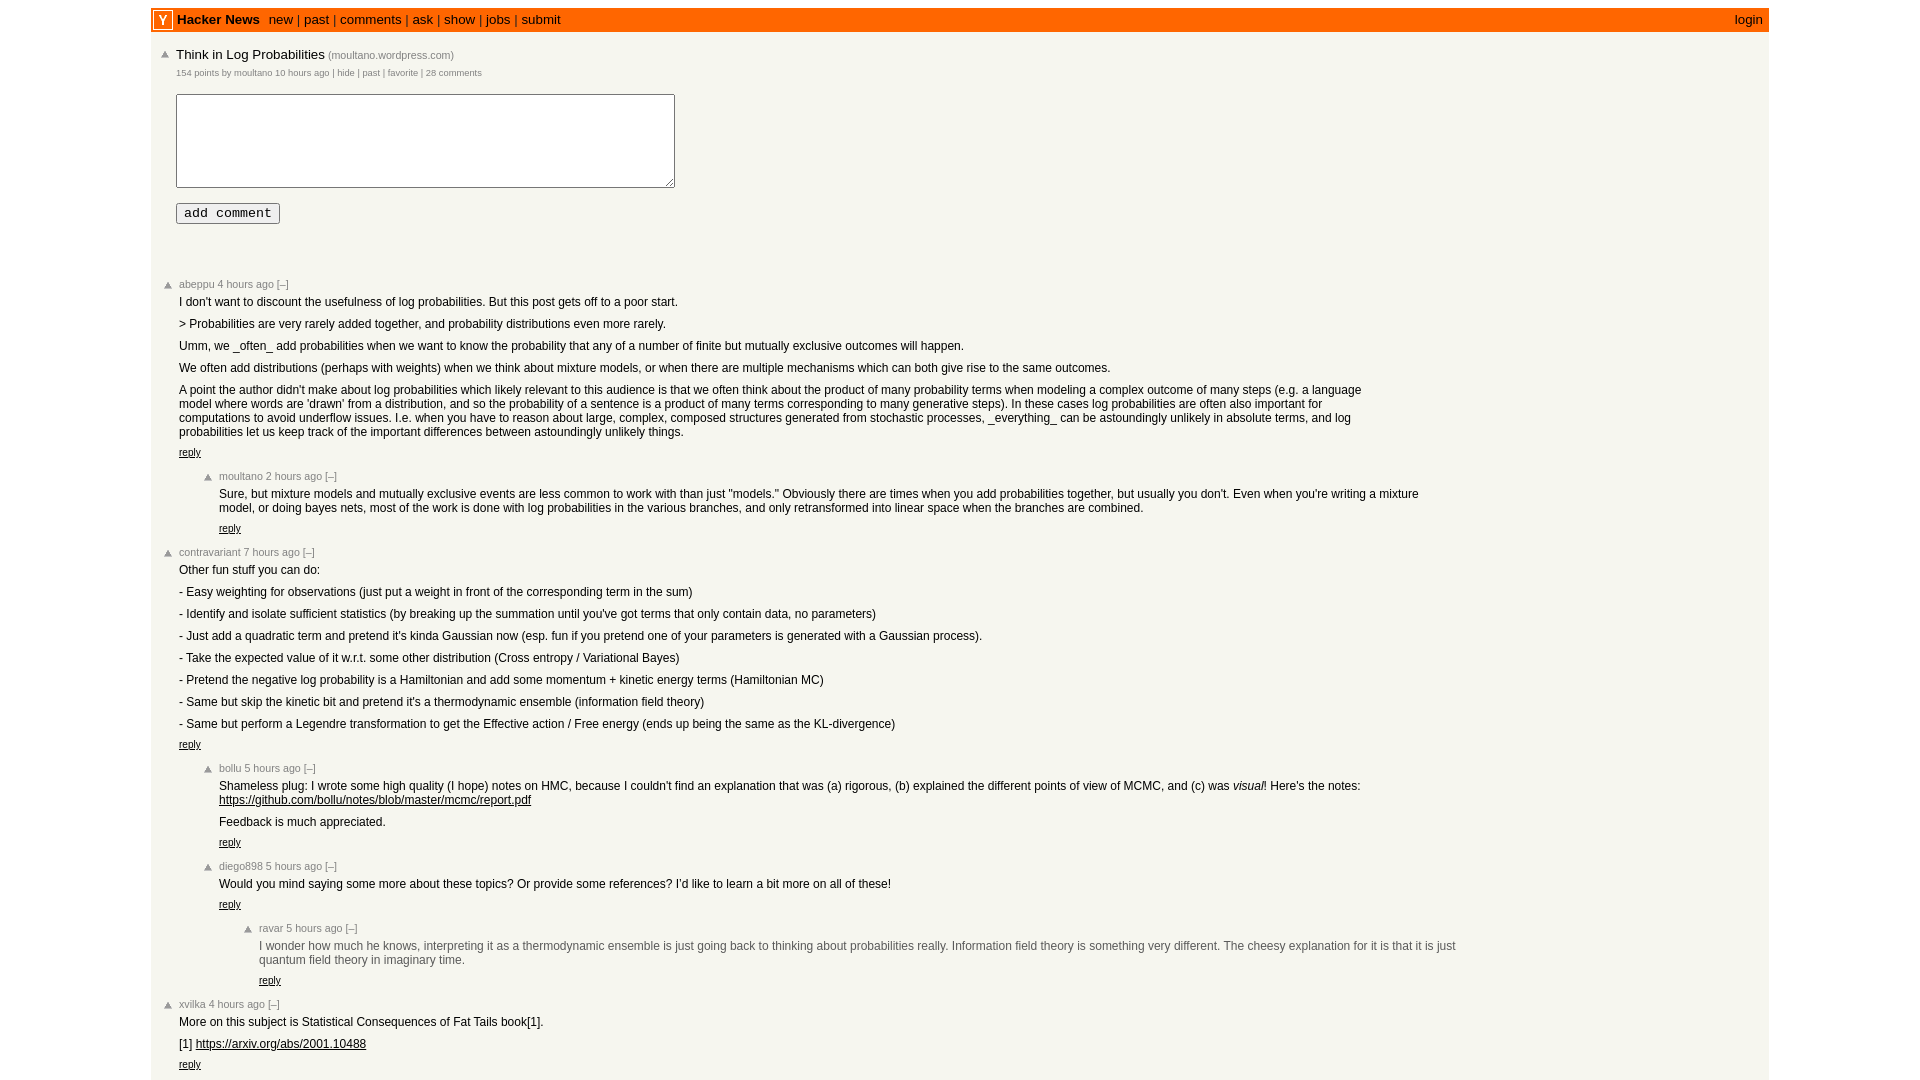 Y Hacker News new | past | comments | ask | show | jobs | submit login
Think in Log Probabilities (moultano.wordpress.com)
154 points by moultano 10 hours ago | hide | past | favorite | 28 comments
add comment
abeppu 4 hours ago [–]
I don't want to discount the usefulness of log probabilities. But this post gets off to a poor start.
> Probabilities are very rarely added together, and probability distributions even more rarely.
Umm, we _often_ add probabilities when we want to know the probability that any of a number of finite but mutually exclusive outcomes will happen.
We often add distributions (perhaps with weights) when we think about mixture models, or when there are multiple mechanisms which can both give rise to the same outcomes.
A point the author didn't make about log probabilities which likely relevant to this audience is that we often think about the product of many probability terms when modeling a complex outcome of many steps (e.g. a language
model where words are 'drawn' from a distribution, and so the probability of a sentence is a product of many terms corresponding to many generative steps). In these cases log probabilities are often also important for
computations to avoid underflow issues. I.e. when you have to reason about large, complex, composed structures generated from stochastic processes, _everything_ can be astoundingly unlikely in absolute terms, and log
probabilities let us keep track of the important differences between astoundingly unlikely things.
reply
moultano 2 hours ago [–]
Sure, but mixture models and mutually exclusive events are less common to work with than just "models." Obviously there are times when you add probabilities together, but usually you don't. Even when you're writing a mixture
model, or doing bayes nets, most of the work is done with log probabilities in the various branches, and only retransformed into linear space when the branches are combined.
reply
contravariant 7 hours ago [–]
Other fun stuff you can do:
- Easy weighting for observations (just put a weight in front of the corresponding term in the sum)
- Identify and isolate sufficient statistics (by breaking up the summation until you've got terms that only contain data, no parameters)
- Just add a quadratic term and pretend it's kinda Gaussian now (esp. fun if you pretend one of your parameters is generated with a Gaussian process).
- Take the expected value of it w.r.t. some other distribution (Cross entropy / Variational Bayes)
- Pretend the negative log probability is a Hamiltonian and add some momentum + kinetic energy terms (Hamiltonian MC)
- Same but skip the kinetic bit and pretend it's a thermodynamic ensemble (information field theory)
- Same but perform a Legendre transformation to get the Effective action / Free energy (ends up being the same as the KL-divergence)
reply
bollu 5 hours ago [–]
Shameless plug: I wrote some high quality (I hope) notes on HMC, because I couldn't find an explanation that was (a) rigorous, (b) explained the different points of view of MCMC, and (c) was visual! Here's the notes:
https://github.com/bollu/notes/blob/master/mcmc/report.pdf
Feedback is much appreciated.
reply
diego898 5 hours ago [–]
Would you mind saying some more about these topics? Or provide some references? I’d like to learn a bit more on all of these!
reply
ravar 5 hours ago [–]
I wonder how much he knows, interpreting it as a thermodynamic ensemble is just going back to thinking about probabilities really. Information field theory is something very different. The cheesy explanation for it is that it is just
quantum field theory in imaginary time.
reply
xvilka 4 hours ago [–]
More on this subject is Statistical Consequences of Fat Tails book[1].
[1] https://arxiv.org/abs/2001.10488
reply